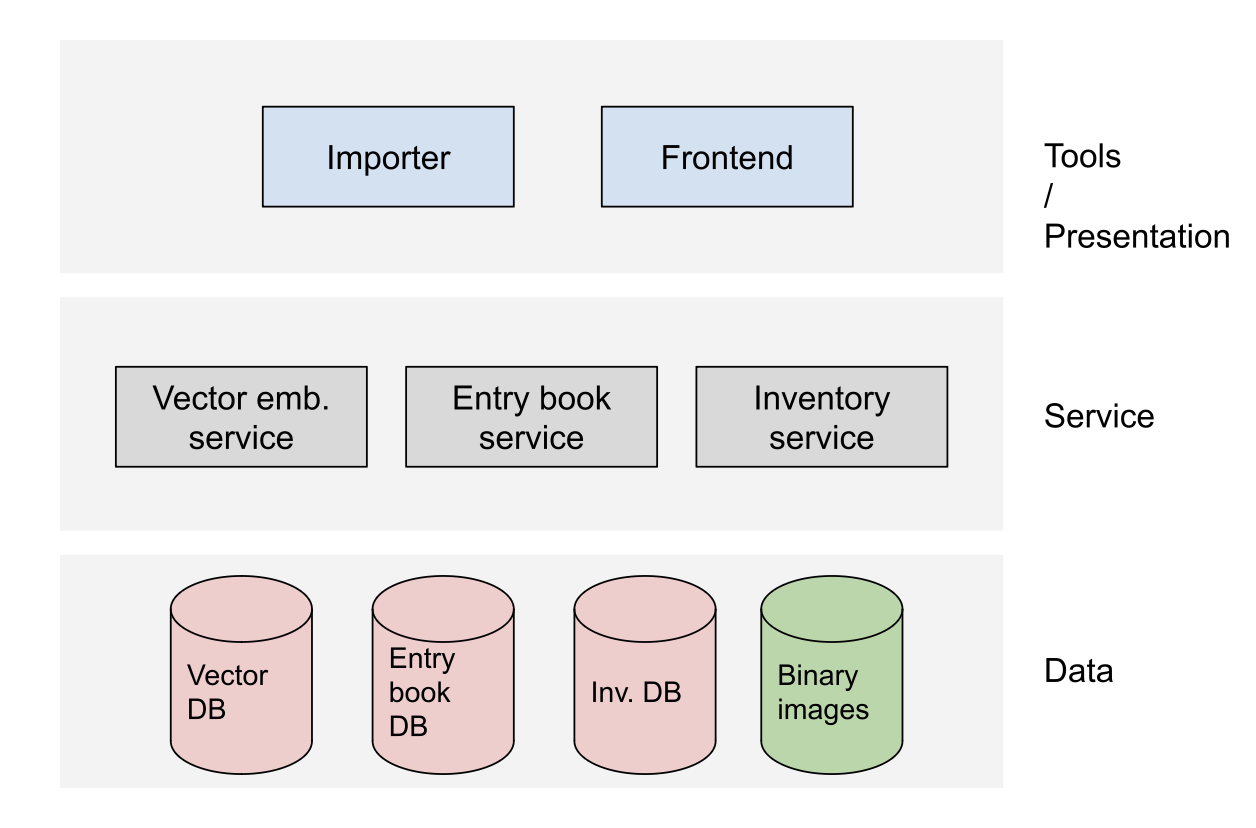 Importer
Frontend
Tools
/
Presentation
Vector emb.
service
Entry book
service
Inventory
service
Service
Vector
DB
Entry
book
DB
Inv. DB
Binary
images
Data